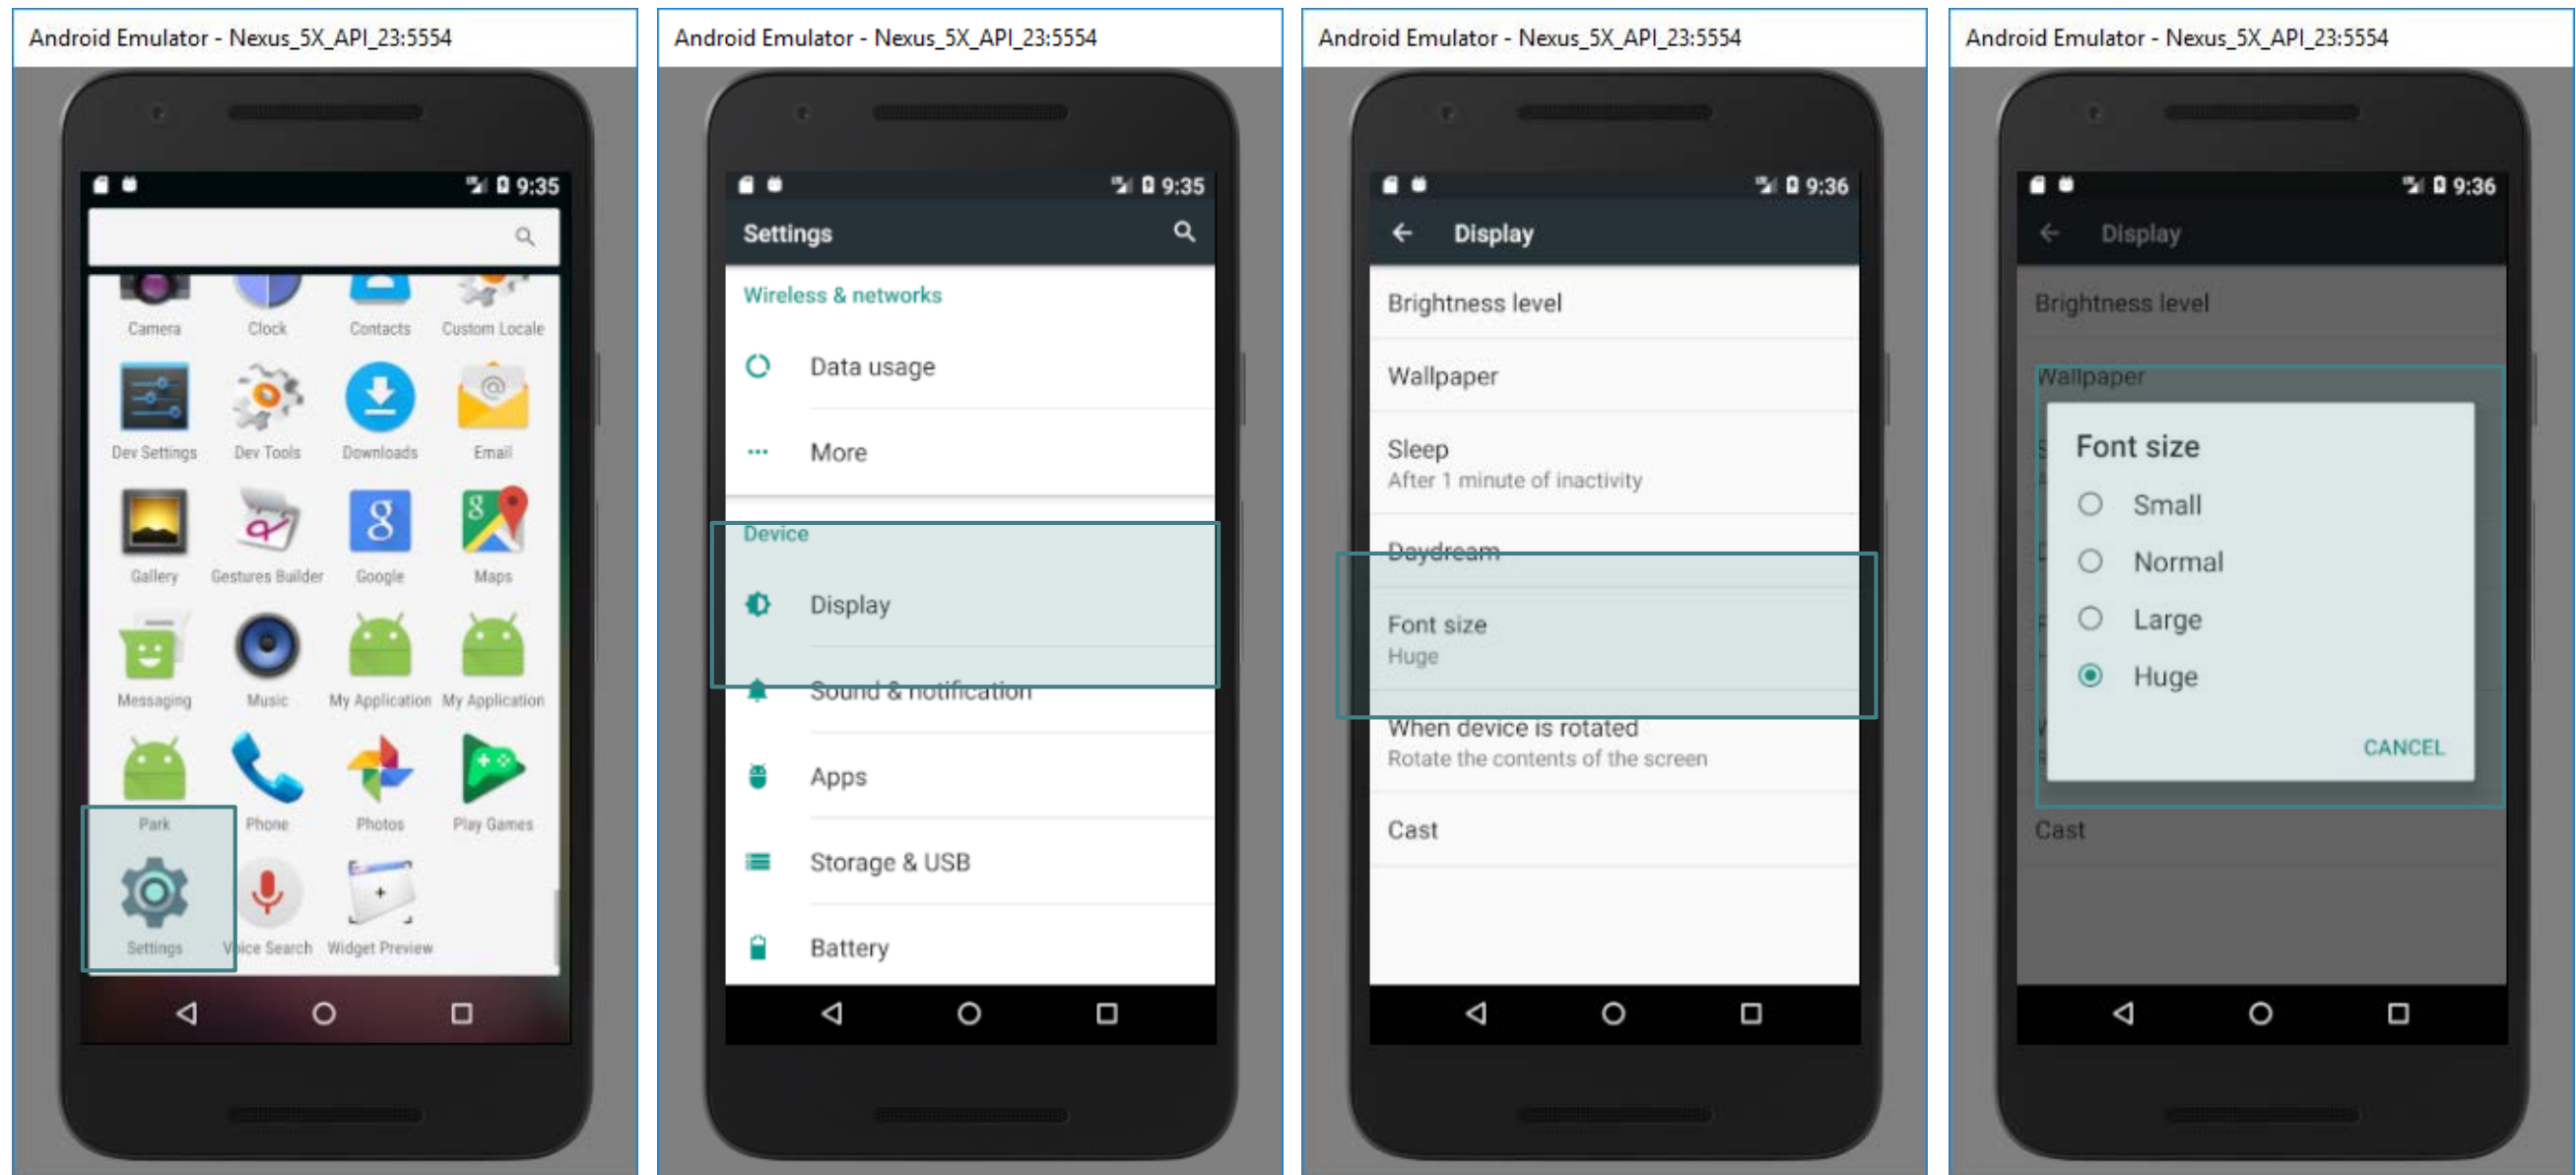 Android Emulator - Nexus_5X_API_23:5554
9:35
Camera Clock Contacts Custom Locale
Dev Settings Dev Tools Downloads Email
Gallery Gestures Builder Google Maps
Messaging Music My Application My Application
Park Phone Photos Play Games
Settings Voice Search Widget Preview
Android Emulator - Nexus_5X_API_23:5554
9:35
Settings
Wireless & networks
Data usage
More
Device
Display
Sound & notification
Apps
Storage & USB
Battery
Android Emulator - Nexus_5X_API_23:5554
9:36
Display
Brightness level
Wallpaper
Sleep
After 1 minute of inactivity
Daydream
Font size
Huge
When device is rotated
Rotate the contents of the screen
Cast
Android Emulator - Nexus_5X_API_23:5554
9:36
Display
Brightness level
Wallpaper
Font size
Small
Normal
Large
Huge
CANCEL
Cast